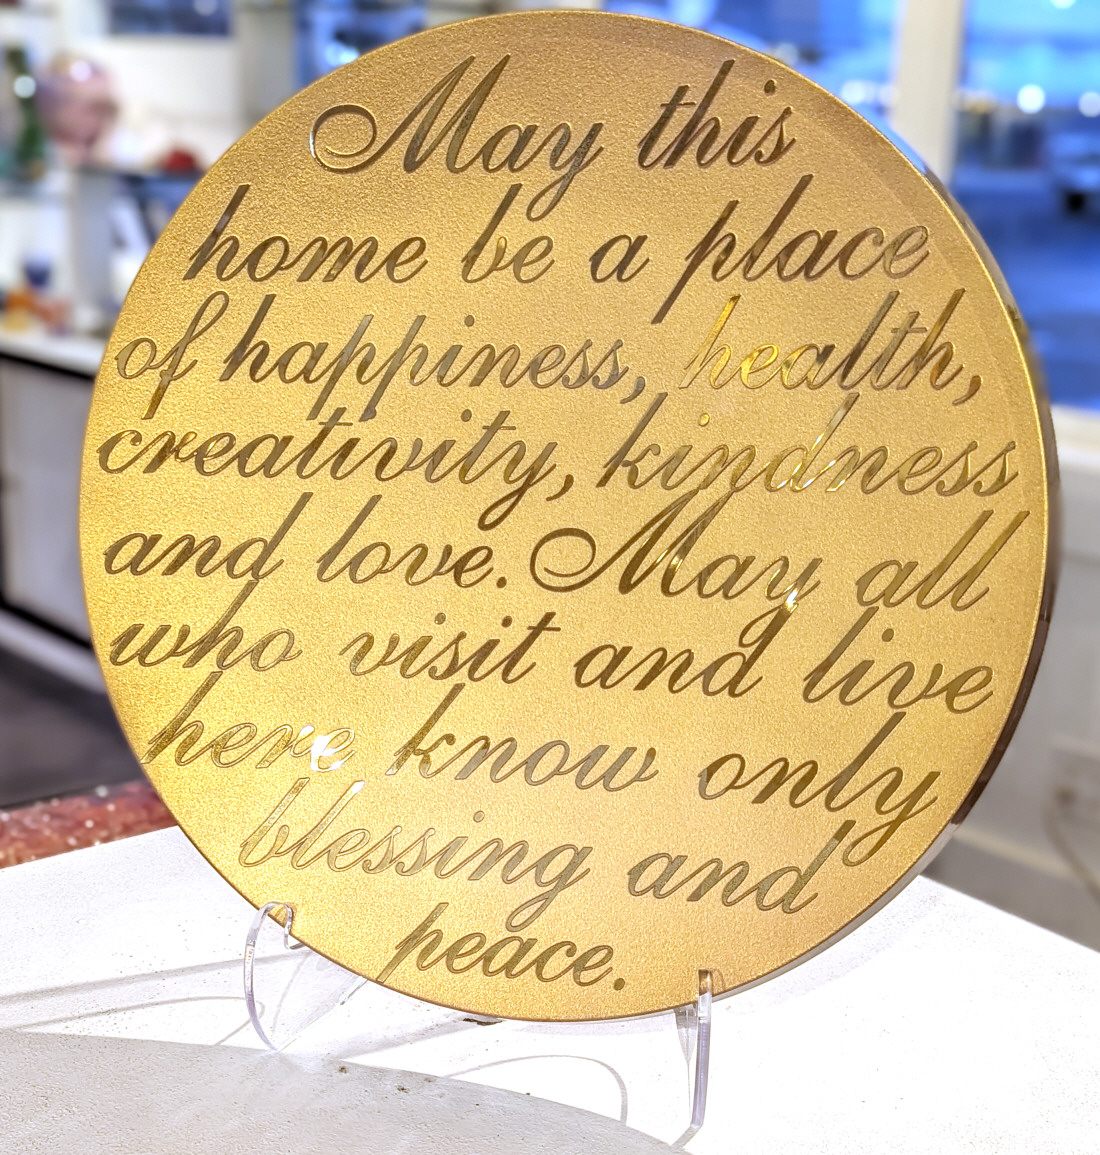 May this
home be a place
of happiness, health,
creativity, kindness
and love. May all
who visit and live
here know only
blessing and
peace.